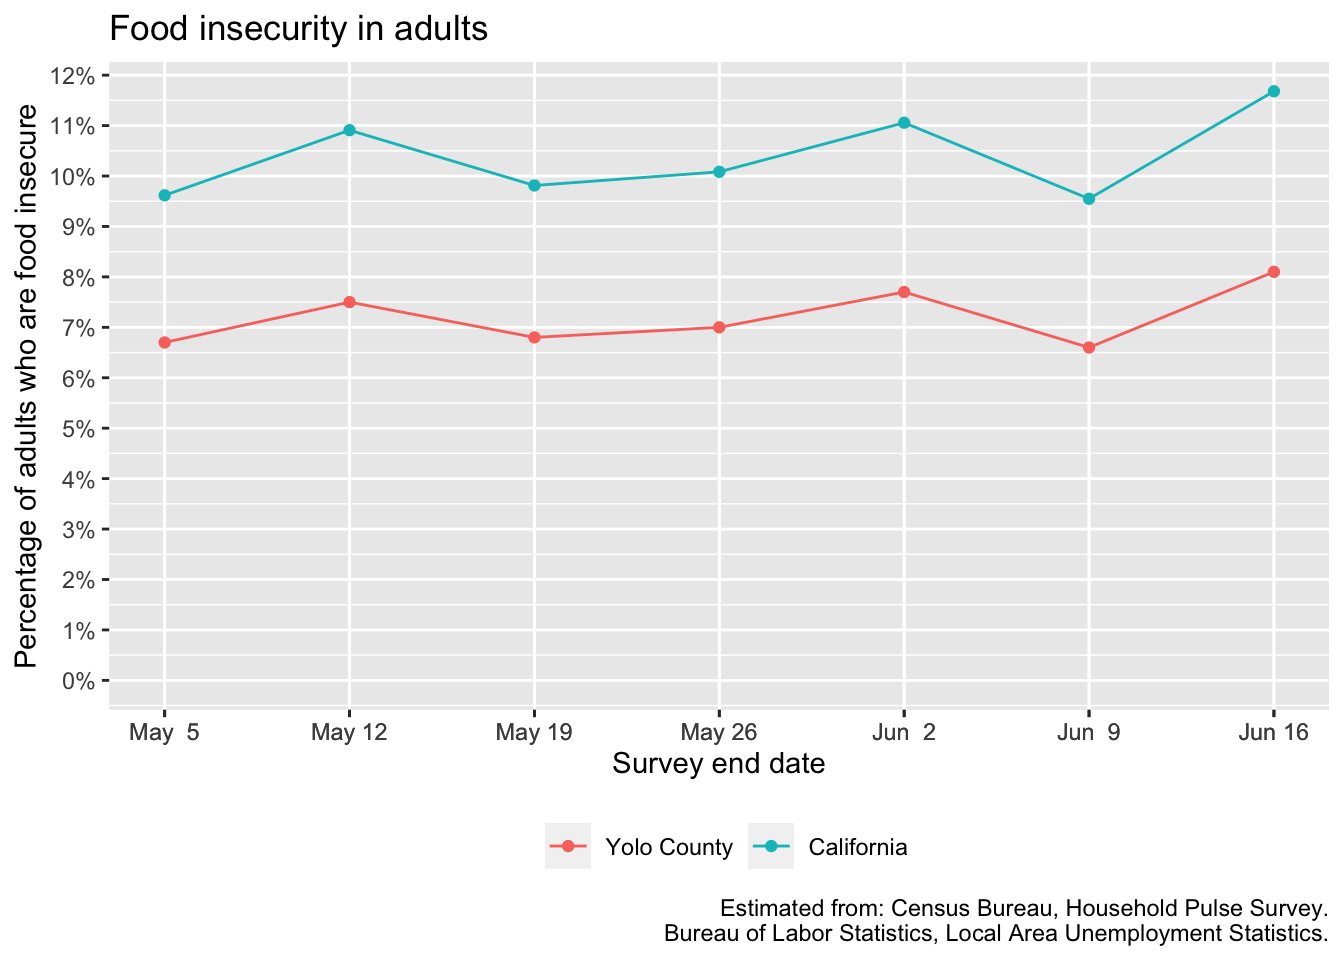 Food insecurity in adults
Percentage of adults who are food insecure
12%
11%
10%
9%
8%
7%
6%
5%
4%
3%
2%
1%
0%
May  5 May 12 May 19 May 26 Jun  2 Jun  9 Jun 16
Survey end date
Yolo County California
Estimated from: Census Bureau, Household Pulse Survey.
Bureau of Labor Statistics, Local Area Unemployment Statistics.